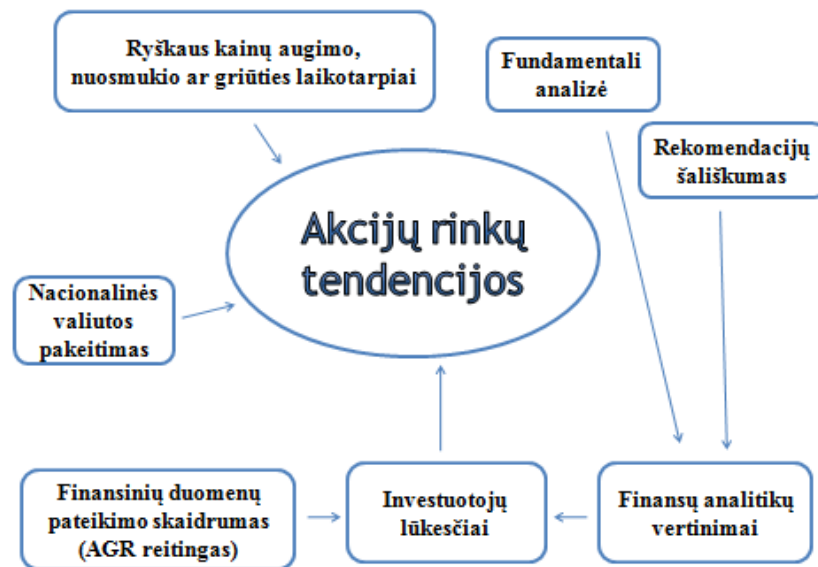 Ryškaus kainų augimo,
nuosmukio ar griūties laikotarpiai
Fundamentali
analizė
Rekomendacijų
šališkumas
Akcijų rinkų
tendencijos
Nacionalinės
valiutos
pakeitimas
Finansinių duomenų
pateikimo skaidrumas
(AGR reitingas)
Investuotojų
lūkesčiai
Finansų analitikų
vertinimai